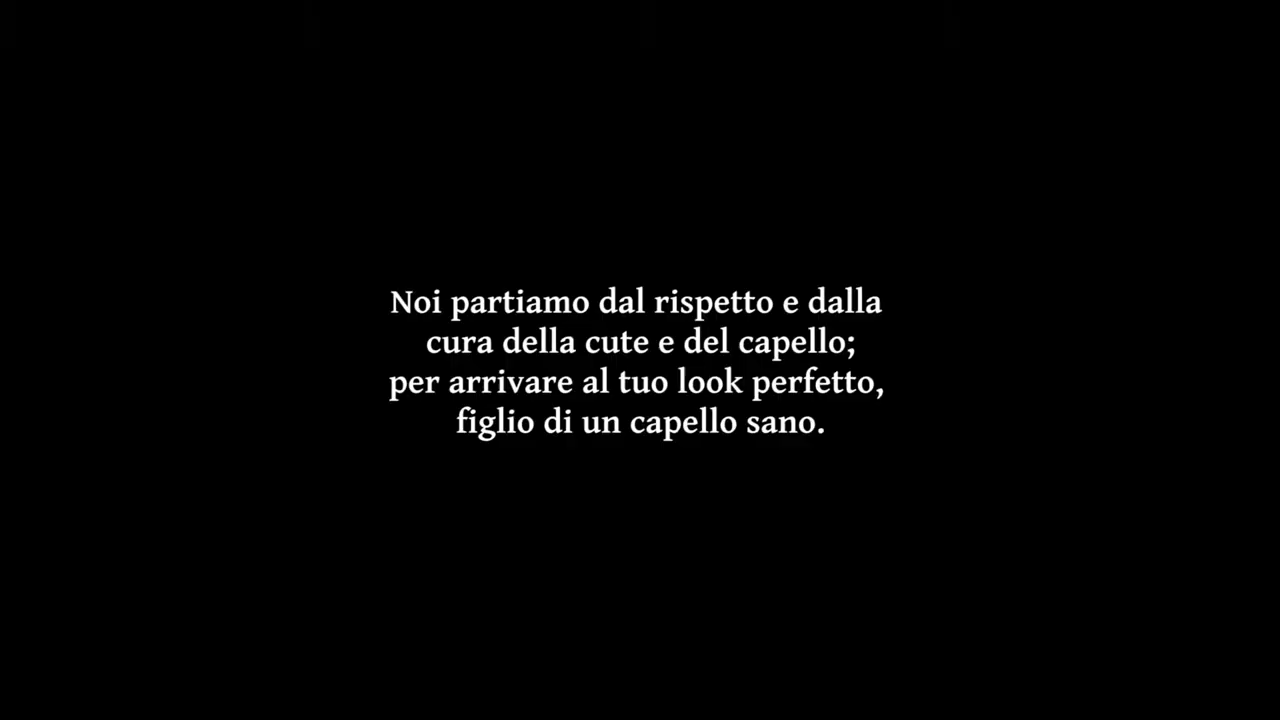 Noi partiamo dal rispetto e dalla
cura della cute e del capello;
per arrivare al tuo look perfetto,
figlio di un capello sano.